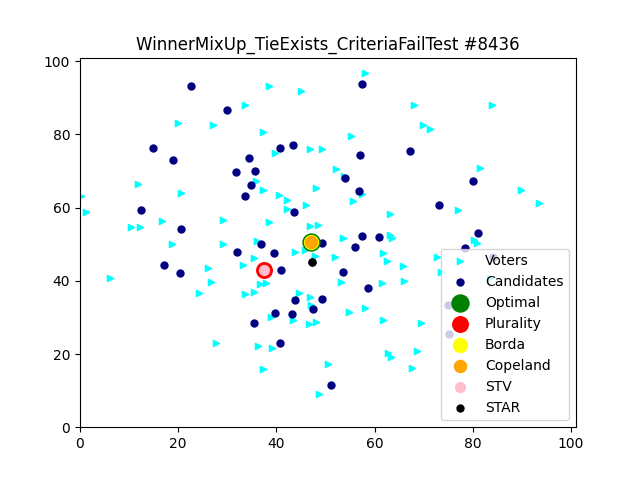 WinnerMixUp_TieExists_CriteriaFailTest #8436
100
80
60
40
20
0
0 20 40 60 80 100
Voters
Candidates
Optimal
Plurality
Borda
Copeland
STV
STAR